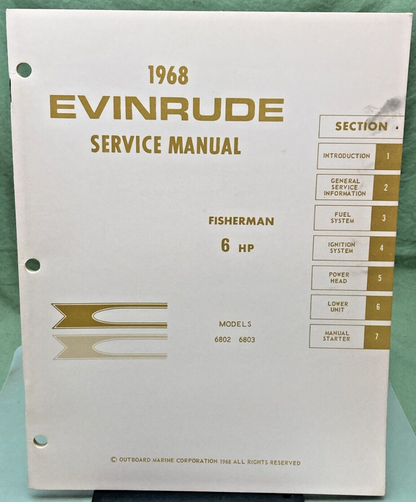 1968
EVINRUDE
SERVICE MANUAL
FISHERMAN
6 HP
MODELS
6802 6803
SECTION
INTRODUCTION 1
GENERAL
SERVICE
INFORMATION
2
FUEL
SYSTEM
3
IGNITION
SYSTEM
4
POWER
HEAD
5
LOWER
UNIT
6
MANUAL
STARTER
7
© OUTBOARD MARINE CORPORATION 1968 ALL RIGHTS RESERVED